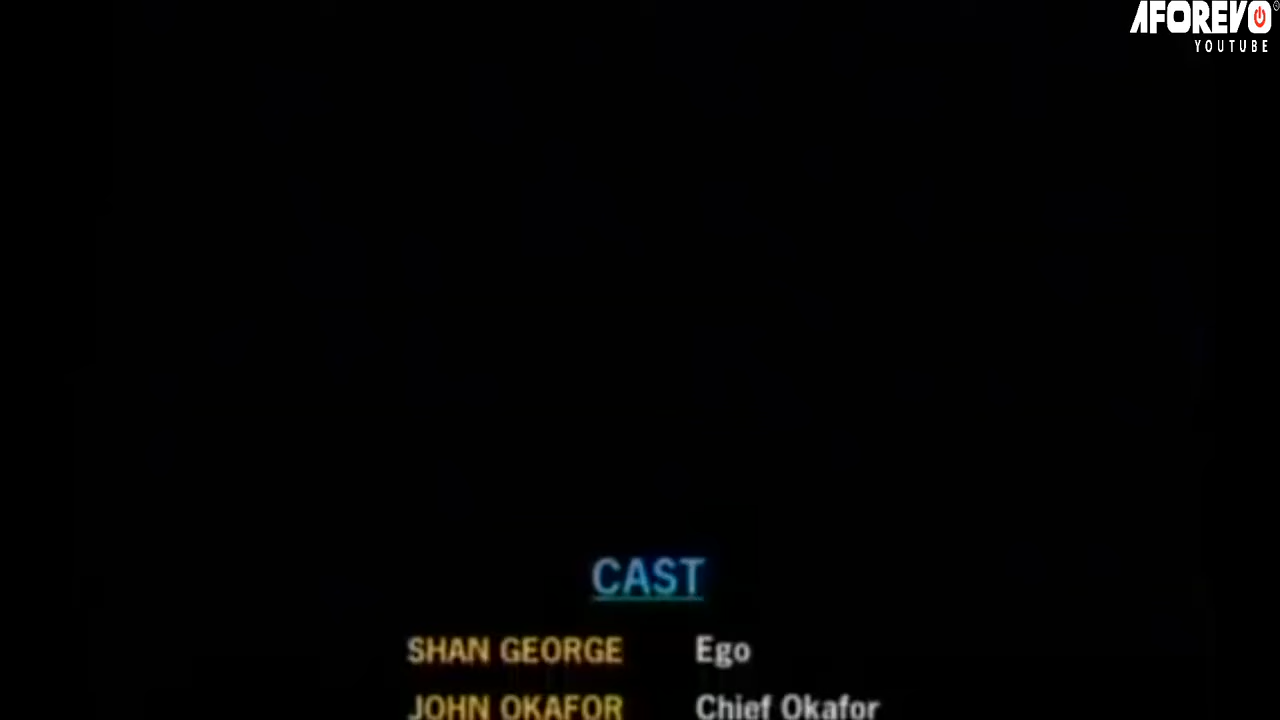 AFOREVO
YOUTUBE
CAST
SHAN GEORGE Ego
JOHN OKAFOR Chief Okafor